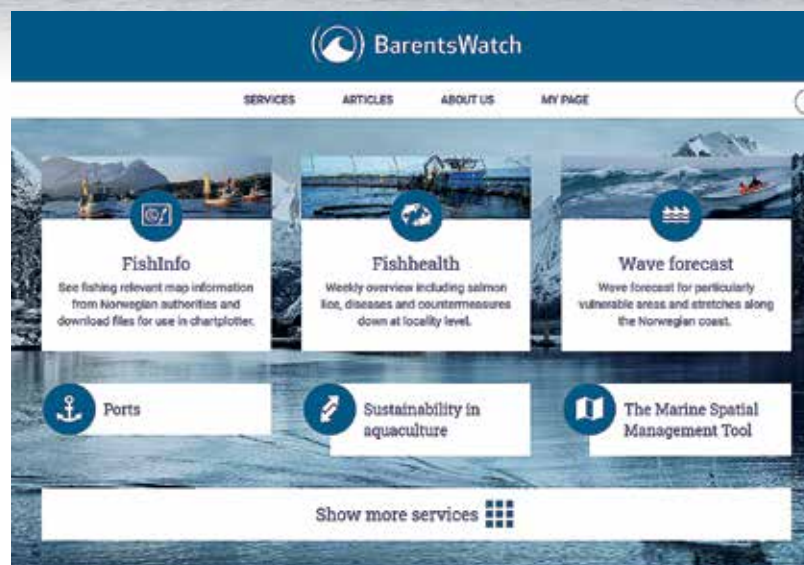 BarentsWatch
SERVICES ARTICLES ABOUT US MY PAGE
FishInfo
See fishing relevant map information
from Norwegian authorities and
download files for use in chartplotter.
Fishhealth
Weekly overview including salmon
lice, diseases and countermeasures
down at locality level.
Wave forecast
Wave forecast for particularly
vulnerable areas and stretches along
the Norwegian coast.
Ports
Sustainability in
aquaculture
The Marine Spatial
Management Tool
Show more services